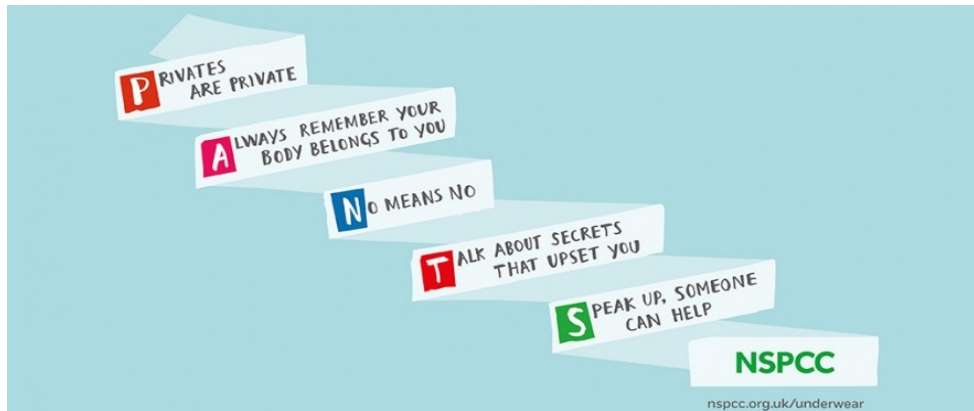 PRIVATES
ARE PRIVATE
ALWAYS REMEMBER YOUR
BODY BELONGS TO YOU
NO MEANS NO
TALK ABOUT SECRETS
THAT UPSET YOU
SPEAK UP, SOMEONE
CAN HELP
NSPCC
nspcc.org.uk/underwear